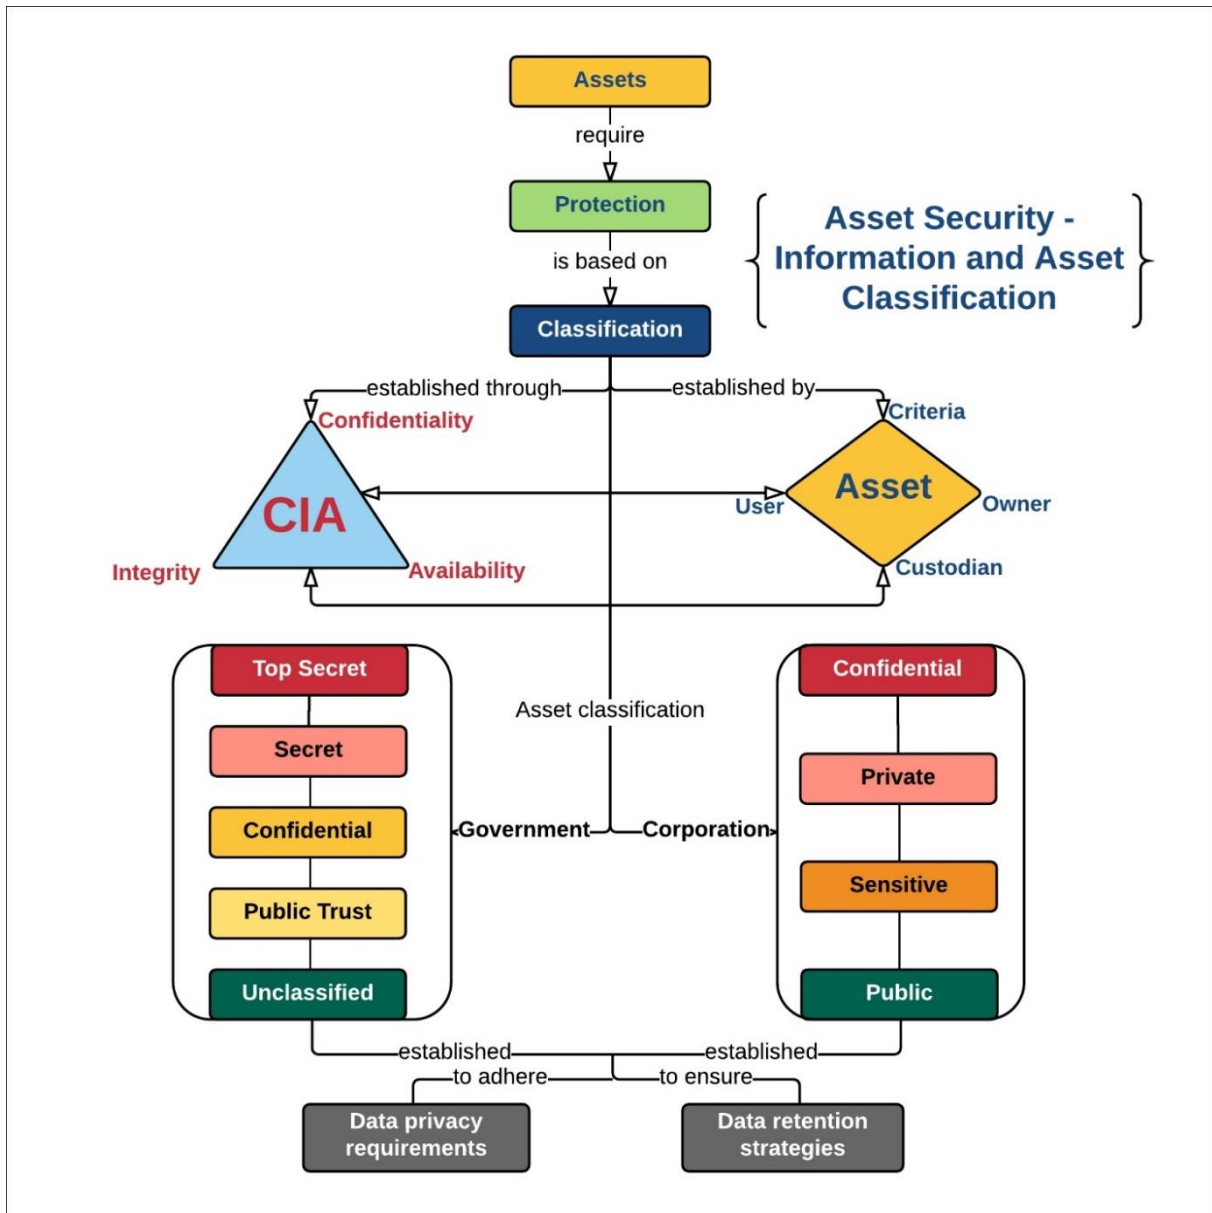 Assets
require
Protection
is based on
Classification
Asset Security -
Information and Asset
Classification
established through
established by
Confidentiality
CIA
Integrity
Availability
Criteria
Asset
User
Owner
Custodian
Asset classification
Government
Corporation
Top Secret
Secret
Confidential
Public Trust
Unclassified
Confidential
Private
Sensitive
Public
established
to adhere
established
to ensure
Data privacy
requirements
Data retention
strategies